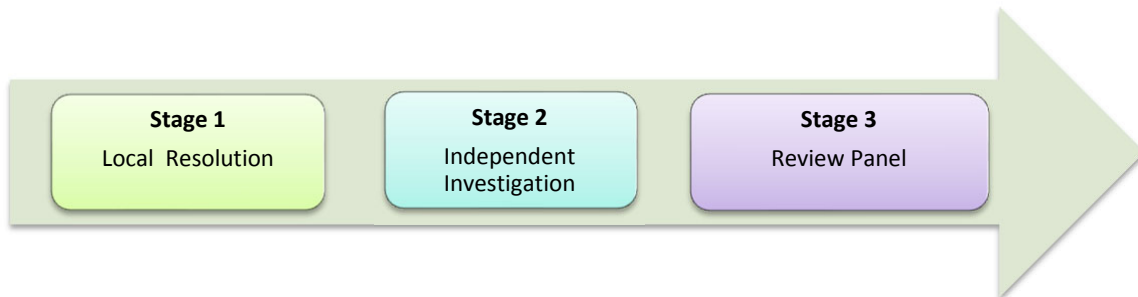 Stage 1
Local Resolution
Stage 2
Independent
Investigation
Stage 3
Review Panel